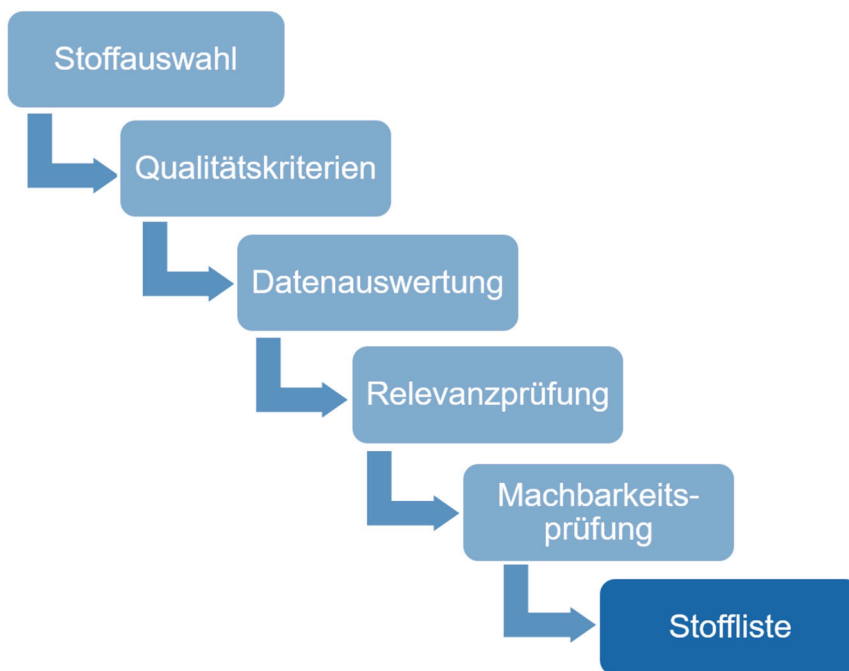 Stoffauswahl
Qualitätskriterien
Datenauswertung
Relevanzprüfung
Machbarkeits-
prüfung
Stoffliste